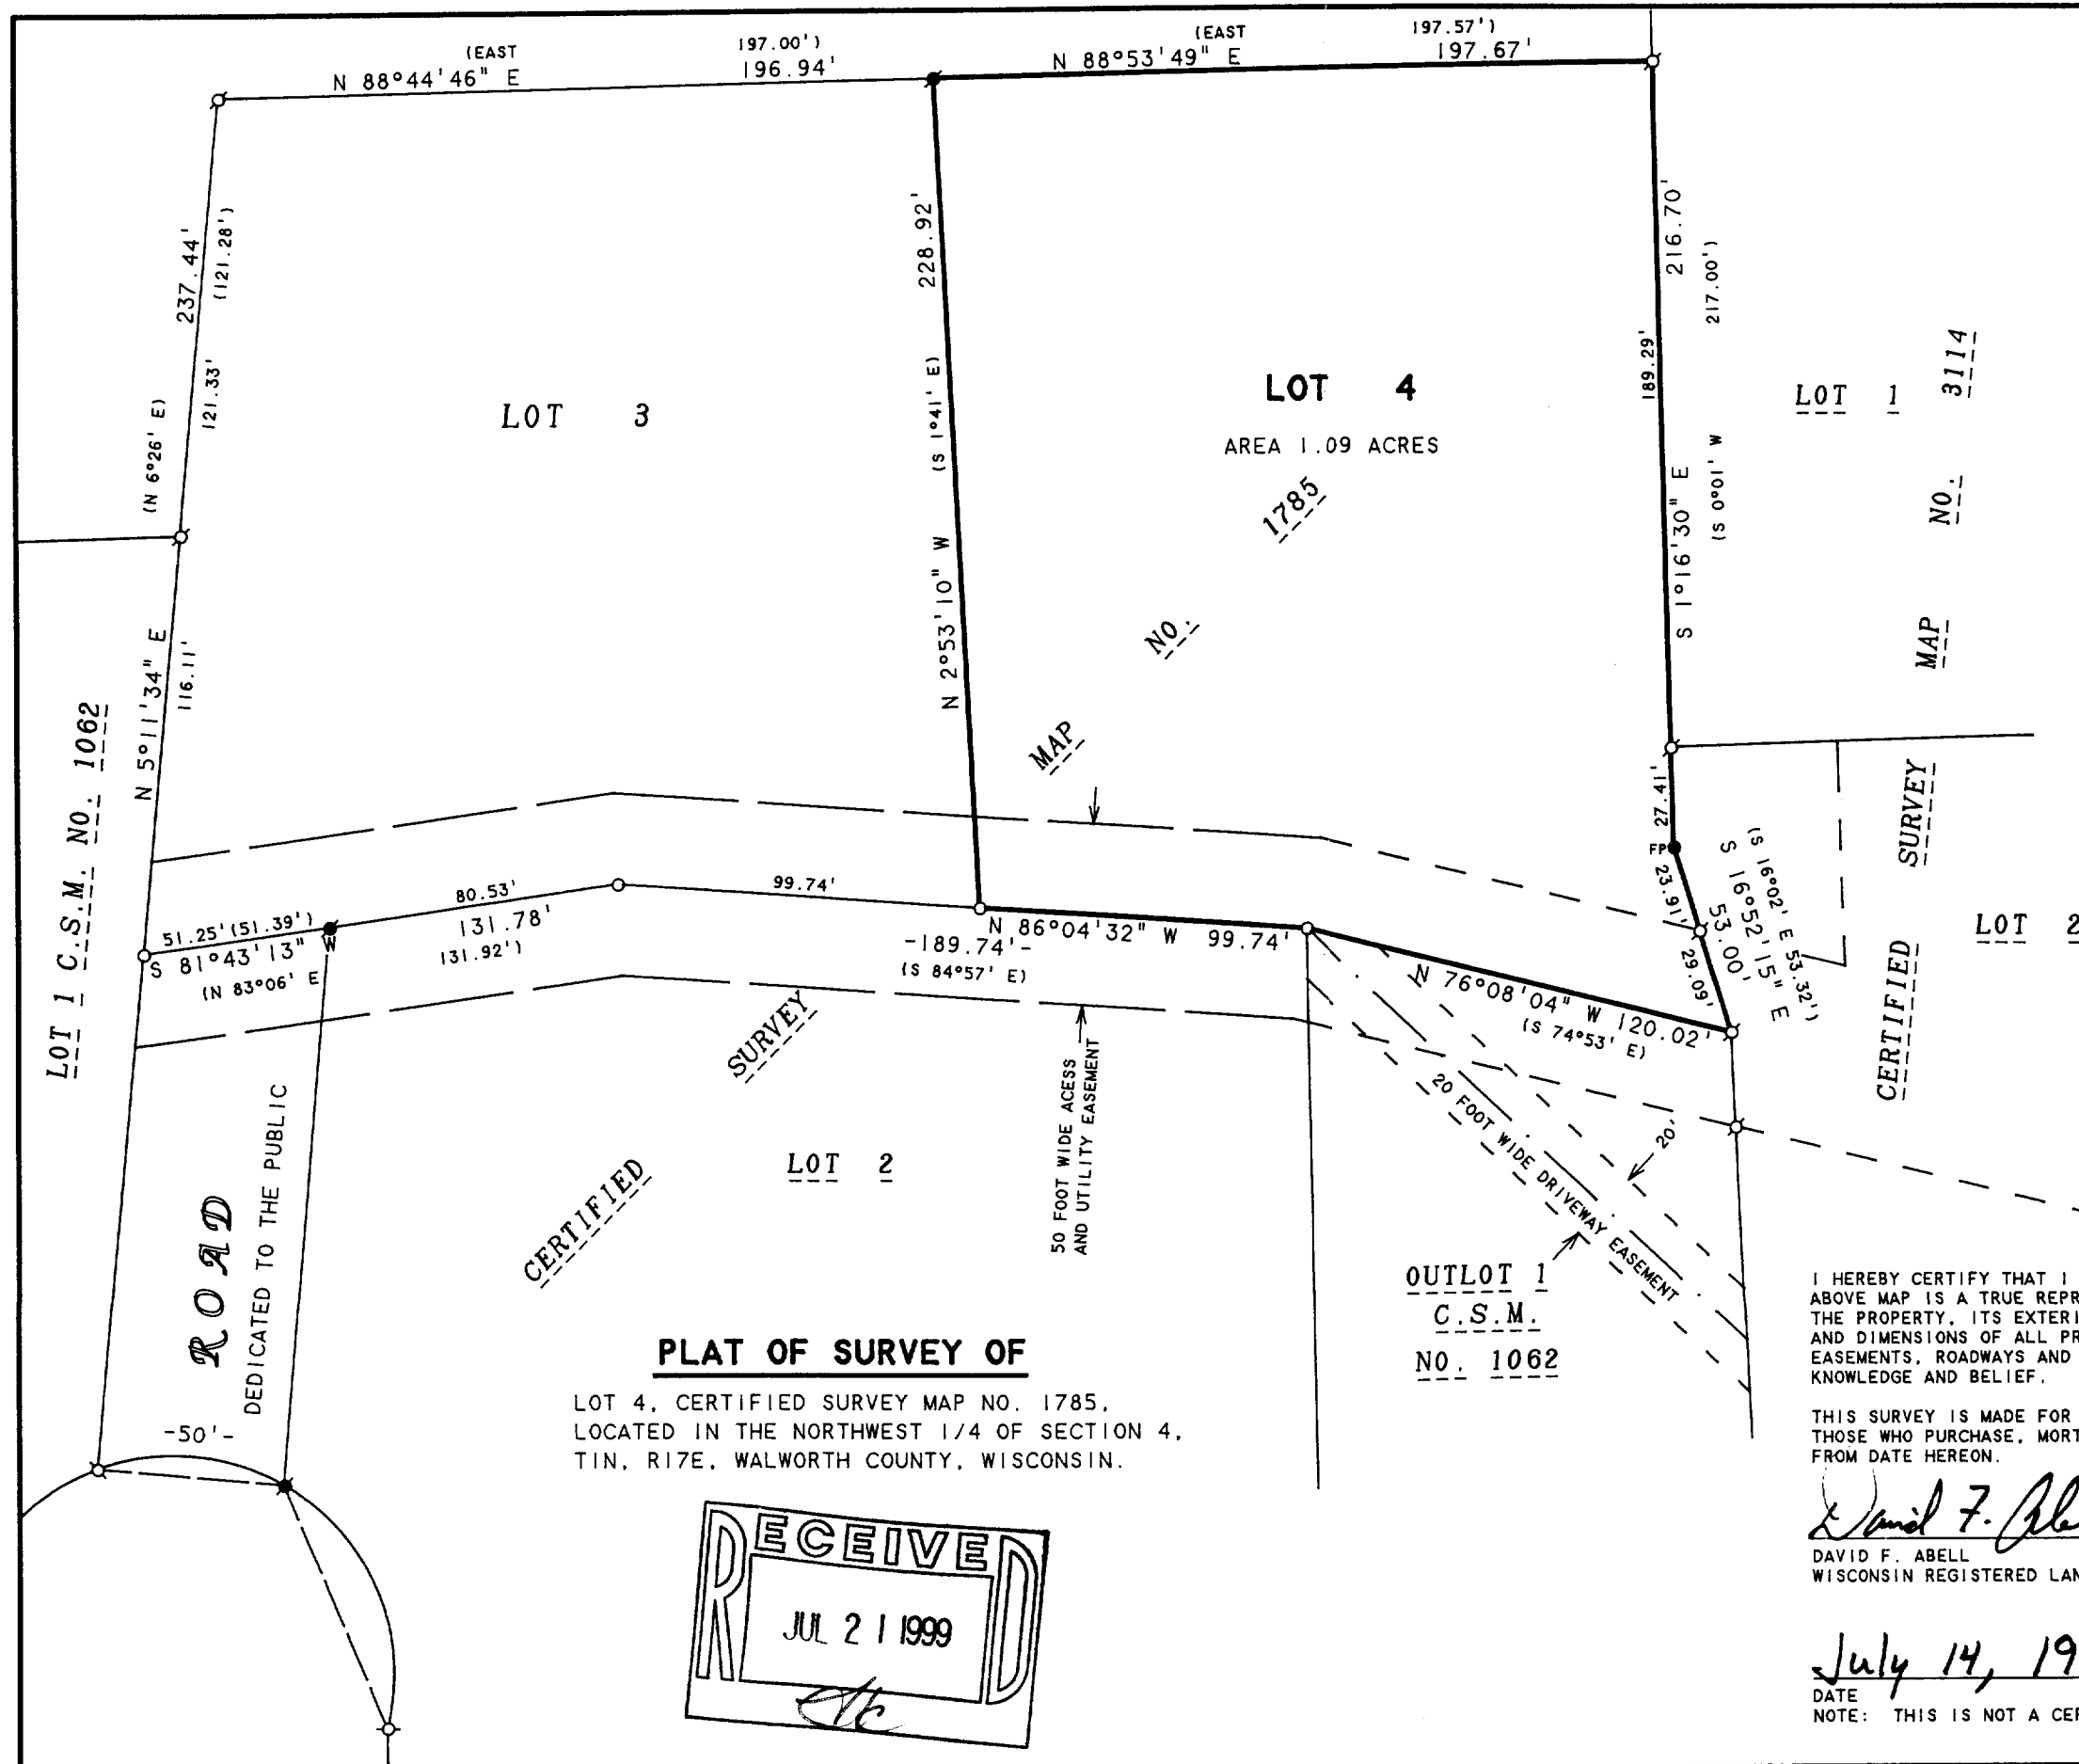 (EAST 197.00')
N 88°44'46" E 196.94'
(EAST 197.57')
N 88°53'49" E 197.67'
237.44'
(121.28')
121.33'
(N 6°26' E)
N 5°11'34" E
116.11'
LOT 3
228.92'
(S 1°41' E)
N 2°53'10" W
LOT 4
AREA 1.09 ACRES
216.70'
217.00')
189.29'
S 1°16'30" E
(S 0°01' W
27.41'
FP
23.91'
29.09'
(S 16°02' E 53.32')
S 16°52'15" E
53.00'
LOT 1
CERTIFIED SURVEY MAP NO. 3114
LOT 2
CERTIFIED SURVEY MAP NO. 1785
LOT 1 C.S.M. NO. 1062
51.25'(51.39')
80.53'
S 81°43'13" W 131.78'
(N 83°06' E 131.92')
99.74'
N 86°04'32" W 99.74'
-189.74'-
(S 84°57' E)
N 76°08'04" W 120.02'
(S 74°53' E)
50 FOOT WIDE ACESS
AND UTILITY EASEMENT
LOT 2
20 FOOT WIDE DRIVEWAY EASEMENT
20'
OUTLOT 1
C.S.M.
NO. 1062
ROAD
DEDICATED TO THE PUBLIC
-50'-
PLAT OF SURVEY OF
LOT 4, CERTIFIED SURVEY MAP NO. 1785,
LOCATED IN THE NORTHWEST 1/4 OF SECTION 4,
T1N, R17E, WALWORTH COUNTY, WISCONSIN.
RECEIVED
JUL 21 1999
I HEREBY CERTIFY THAT I
ABOVE MAP IS A TRUE REPR
THE PROPERTY, ITS EXTERI
AND DIMENSIONS OF ALL PR
EASEMENTS, ROADWAYS AND
KNOWLEDGE AND BELIEF.
THIS SURVEY IS MADE FOR
THOSE WHO PURCHASE, MORT
FROM DATE HEREON.
David F. Abe
DAVID F. ABELL
WISCONSIN REGISTERED LAN
July 14, 19
DATE
NOTE: THIS IS NOT A CER